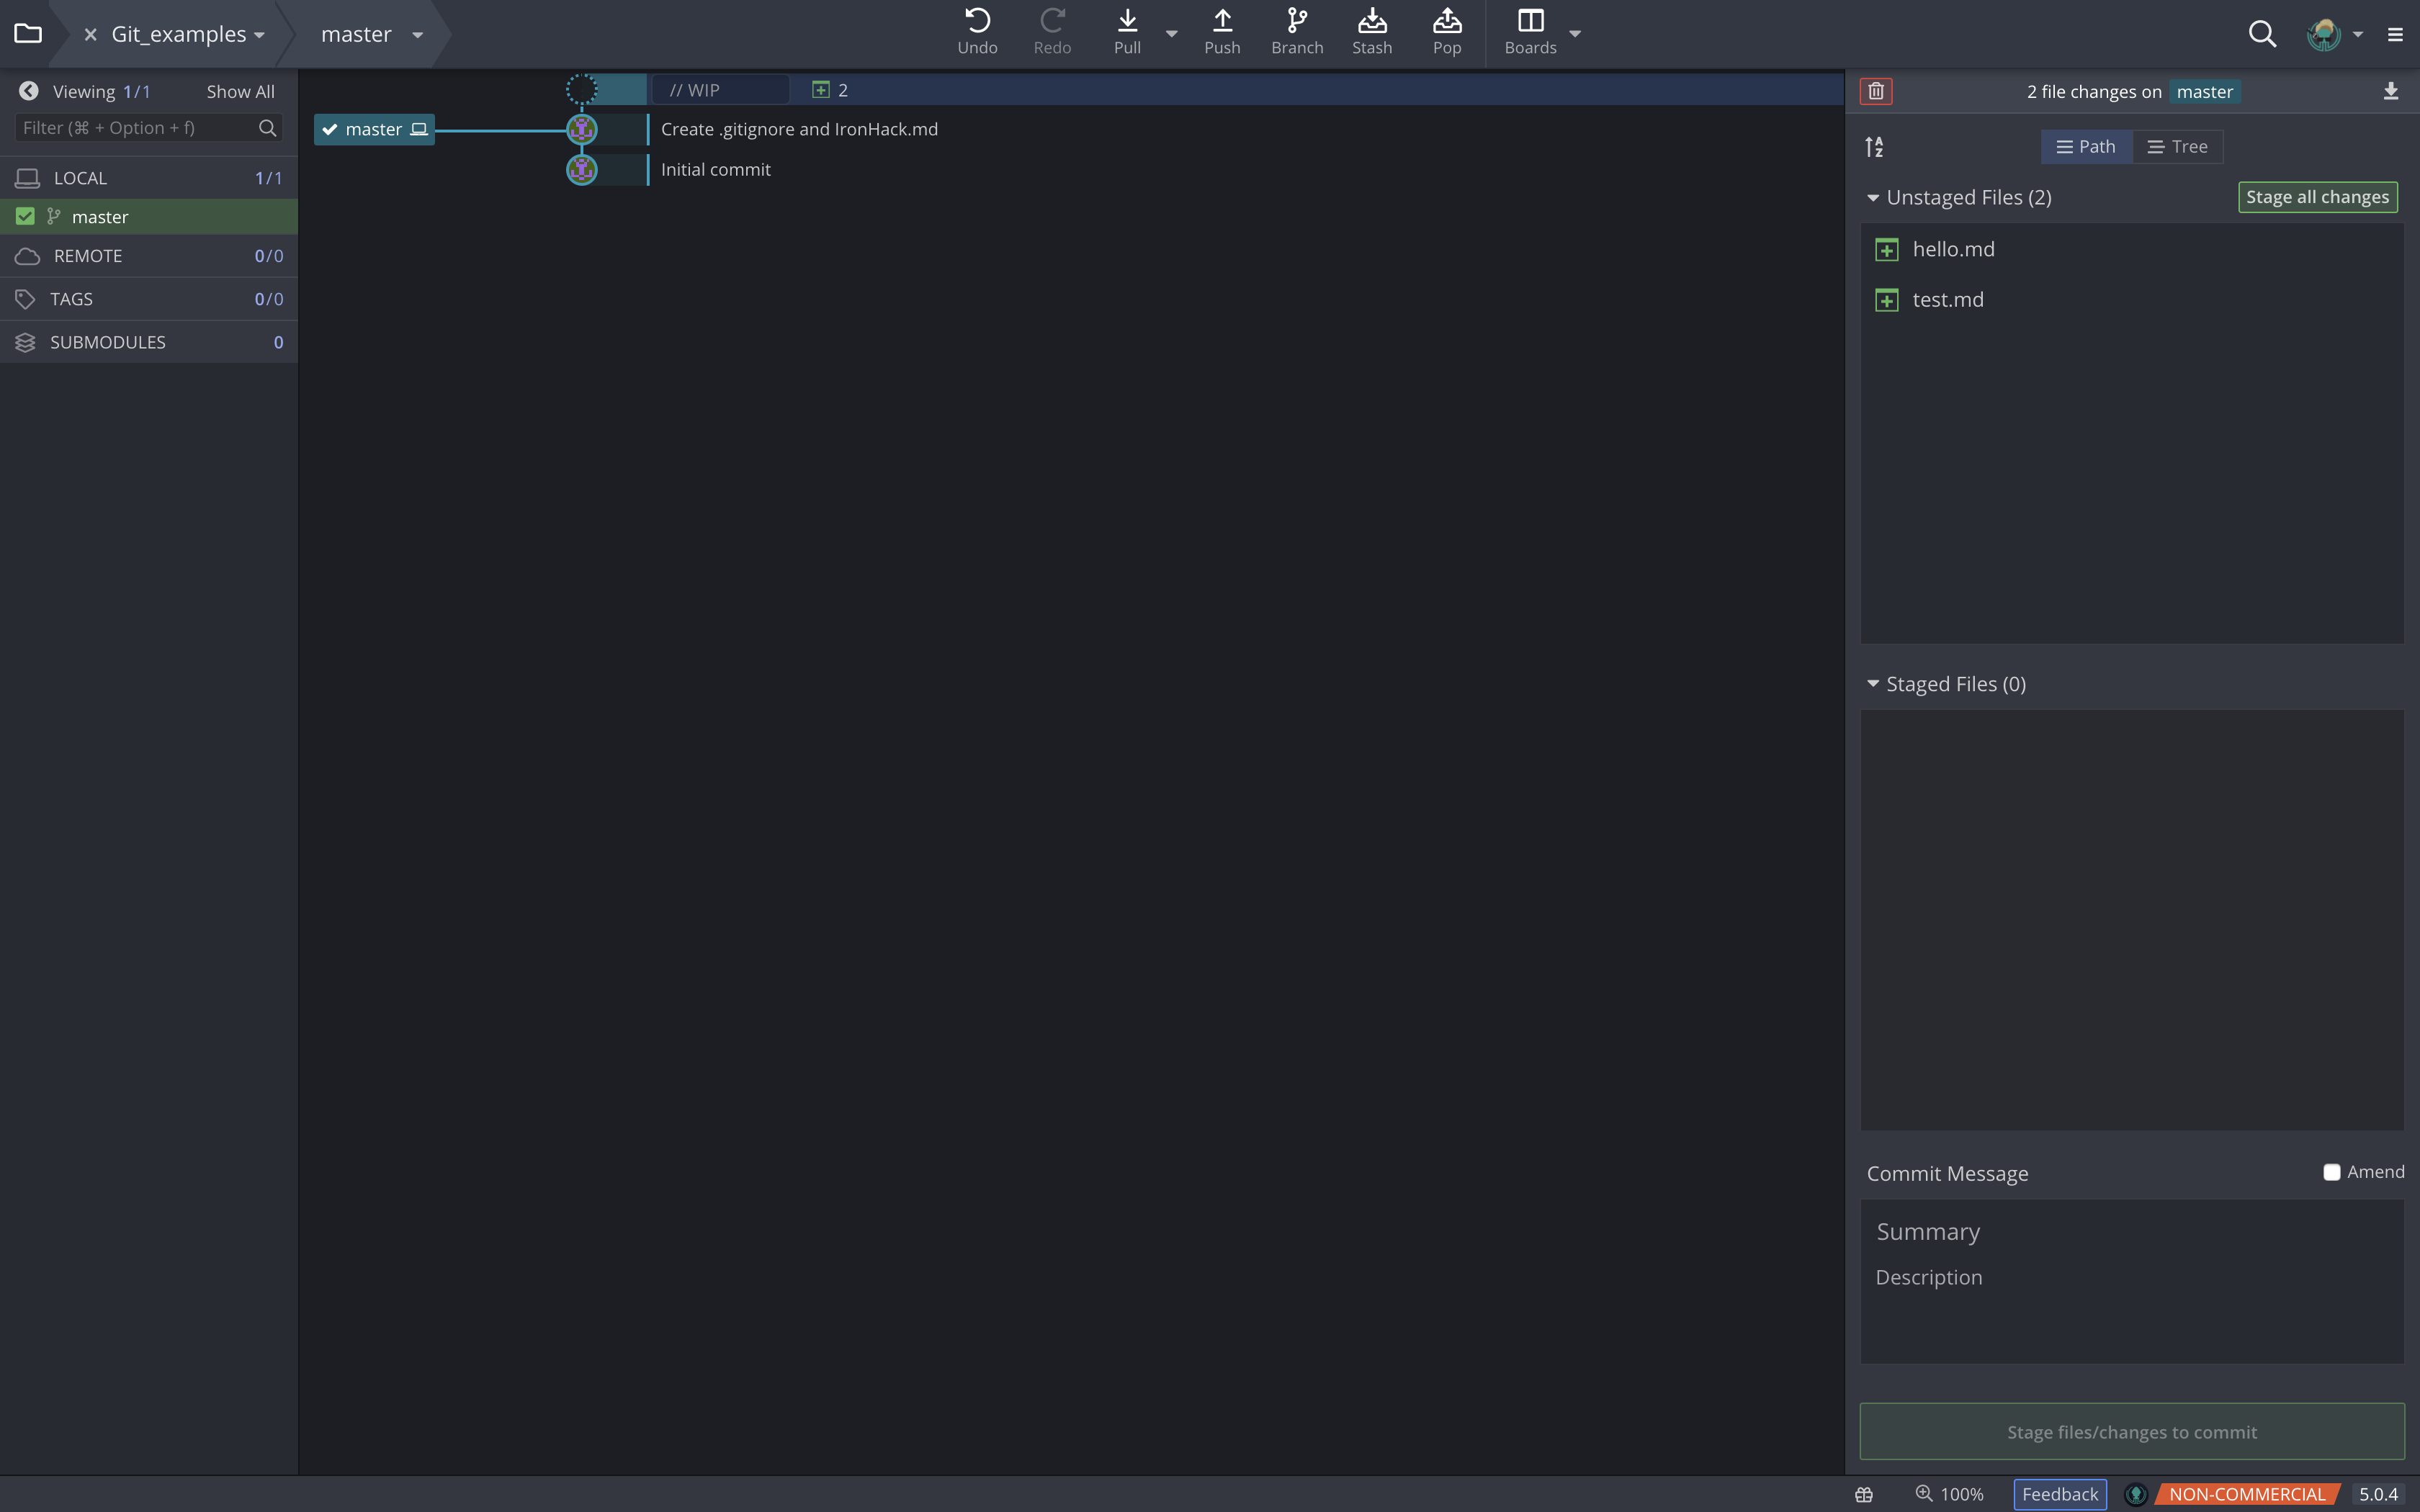 Git_examples
master
Undo
Redo
Pull
Push
Branch
Stash
Pop
Boards
Viewing 1/1
Show All
Filter (⌘ + Option + f)
LOCAL 1/1
master
REMOTE 0/0
TAGS 0/0
SUBMODULES 0
// WIP
2
master
Create .gitignore and IronHack.md
Initial commit
2 file changes on master
Path
Tree
Unstaged Files (2)
Stage all changes
hello.md
test.md
Staged Files (0)
Commit Message
Amend
Summary
Description
Stage files/changes to commit
100%
Feedback
NON-COMMERCIAL
5.0.4